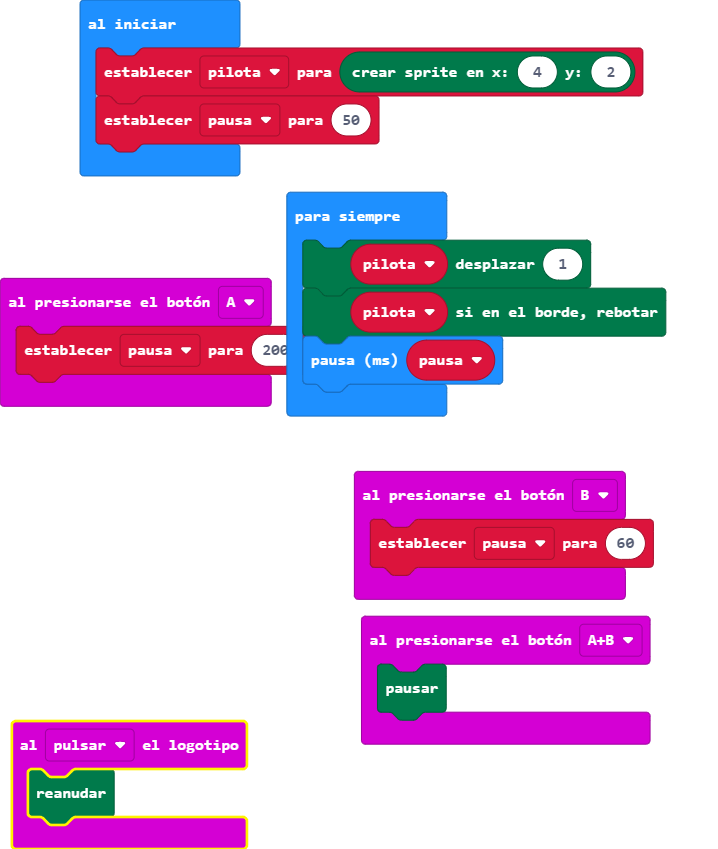 al iniciar
establecer pilota para crear sprite en x: 4 y: 2
establecer pausa para 50
para siempre
pilota desplazar 1
pilota si en el borde, rebotar
pausa (ms) pausa
al presionarse el botón A
establecer pausa para 200
al presionarse el botón B
establecer pausa para 60
al presionarse el botón A+B
pausar
al pulsar el logotipo
reanudar